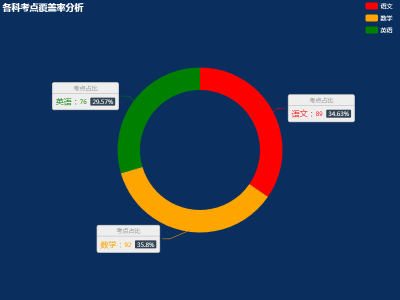 各科考点覆盖率分析
语文
数学
英语
考点占比
英语：76 29.57%
考点占比
语文：89 34.63%
考点占比
数学：92 35.8%